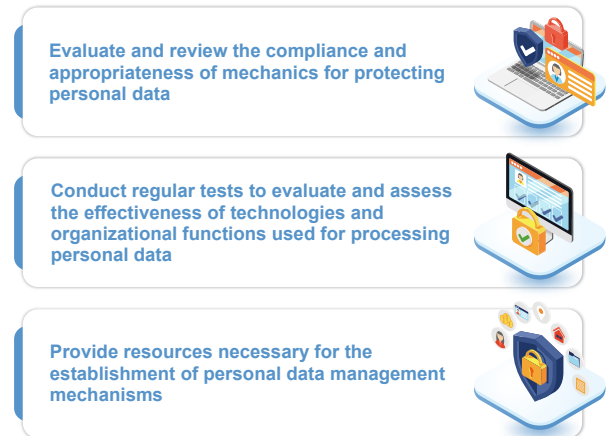 Evaluate and review the compliance and
appropriateness of mechanics for protecting
personal data
Conduct regular tests to evaluate and assess
the effectiveness of technologies and
organizational functions used for processing
personal data
Provide resources necessary for the
establishment of personal data management
mechanisms